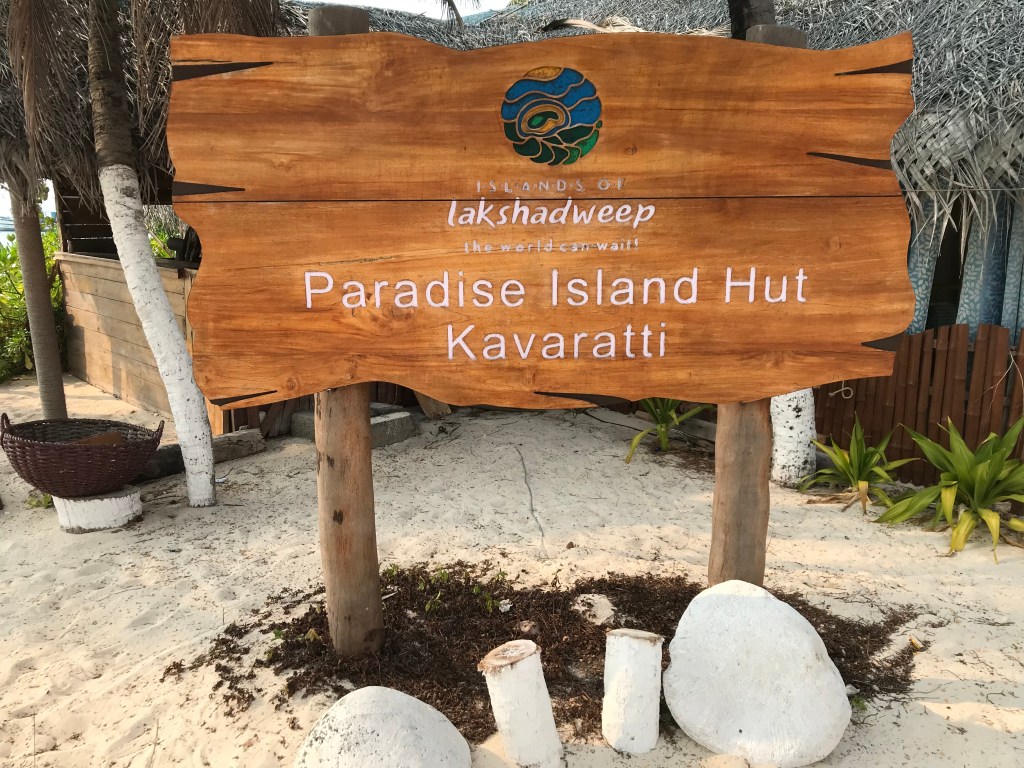 ISLANDS OF
lakshadweep
the world can wait!
Paradise Island Hut
Kavaratti